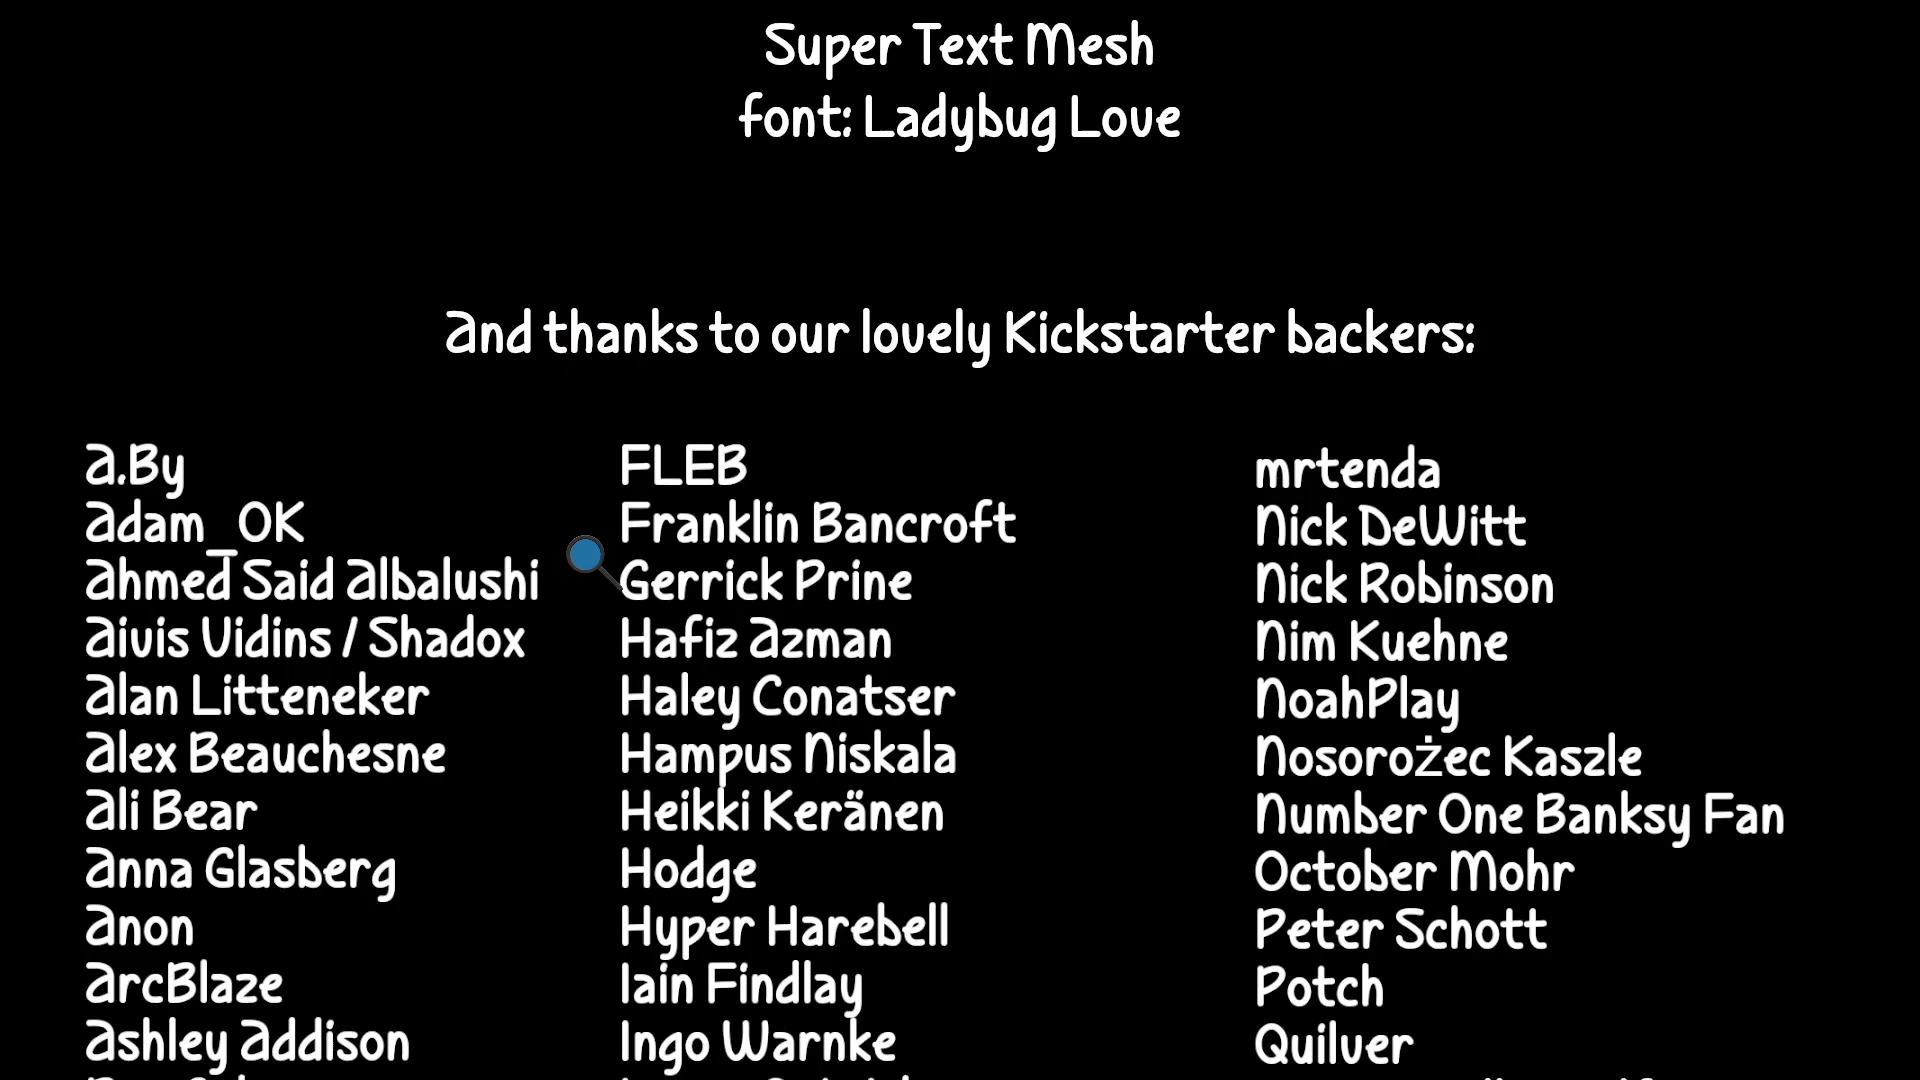 Super Text Mesh
font: Ladybug Love
And thanks to our lovely Kickstarter backers:
A.By
Adam_OK
Ahmed Said Albalushi
Aivis Vidins / Shadox
Alan Litteneker
Alex Beauchesne
Ali Bear
Anna Glasberg
Anon
ArcBlaze
Ashley Addison
FLEB
Franklin Bancroft
Gerrick Prine
Hafiz Azman
Haley Conatser
Hampus Niskala
Heikki Keränen
Hodge
Hyper Harebell
Iain Findlay
Ingo Warnke
mrtenda
Nick DeWitt
Nick Robinson
Nim Kuehne
NoahPlay
Nosorożec Kaszle
Number One Banksy Fan
October Mohr
Peter Schott
Potch
Quilver